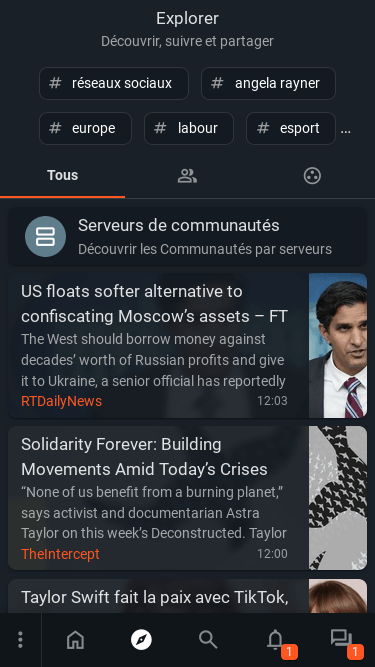 Explorer
Découvrir, suivre et partager
# réseaux sociaux
# angela rayner
# europe
# labour
# esport
...
Tous
Serveurs de communautés
Découvrir les Communautés par serveurs
US floats softer alternative to
confiscating Moscow’s assets – FT
The West should borrow money against
decades’ worth of Russian profits and give
it to Ukraine, a senior official has reportedly
RTDailyNews
12:03
Solidarity Forever: Building
Movements Amid Today’s Crises
“None of us benefit from a burning planet,”
says activist and documentarian Astra
Taylor on this week’s Deconstructed. Taylor
TheIntercept
12:00
Taylor Swift fait la paix avec TikTok,
1
1